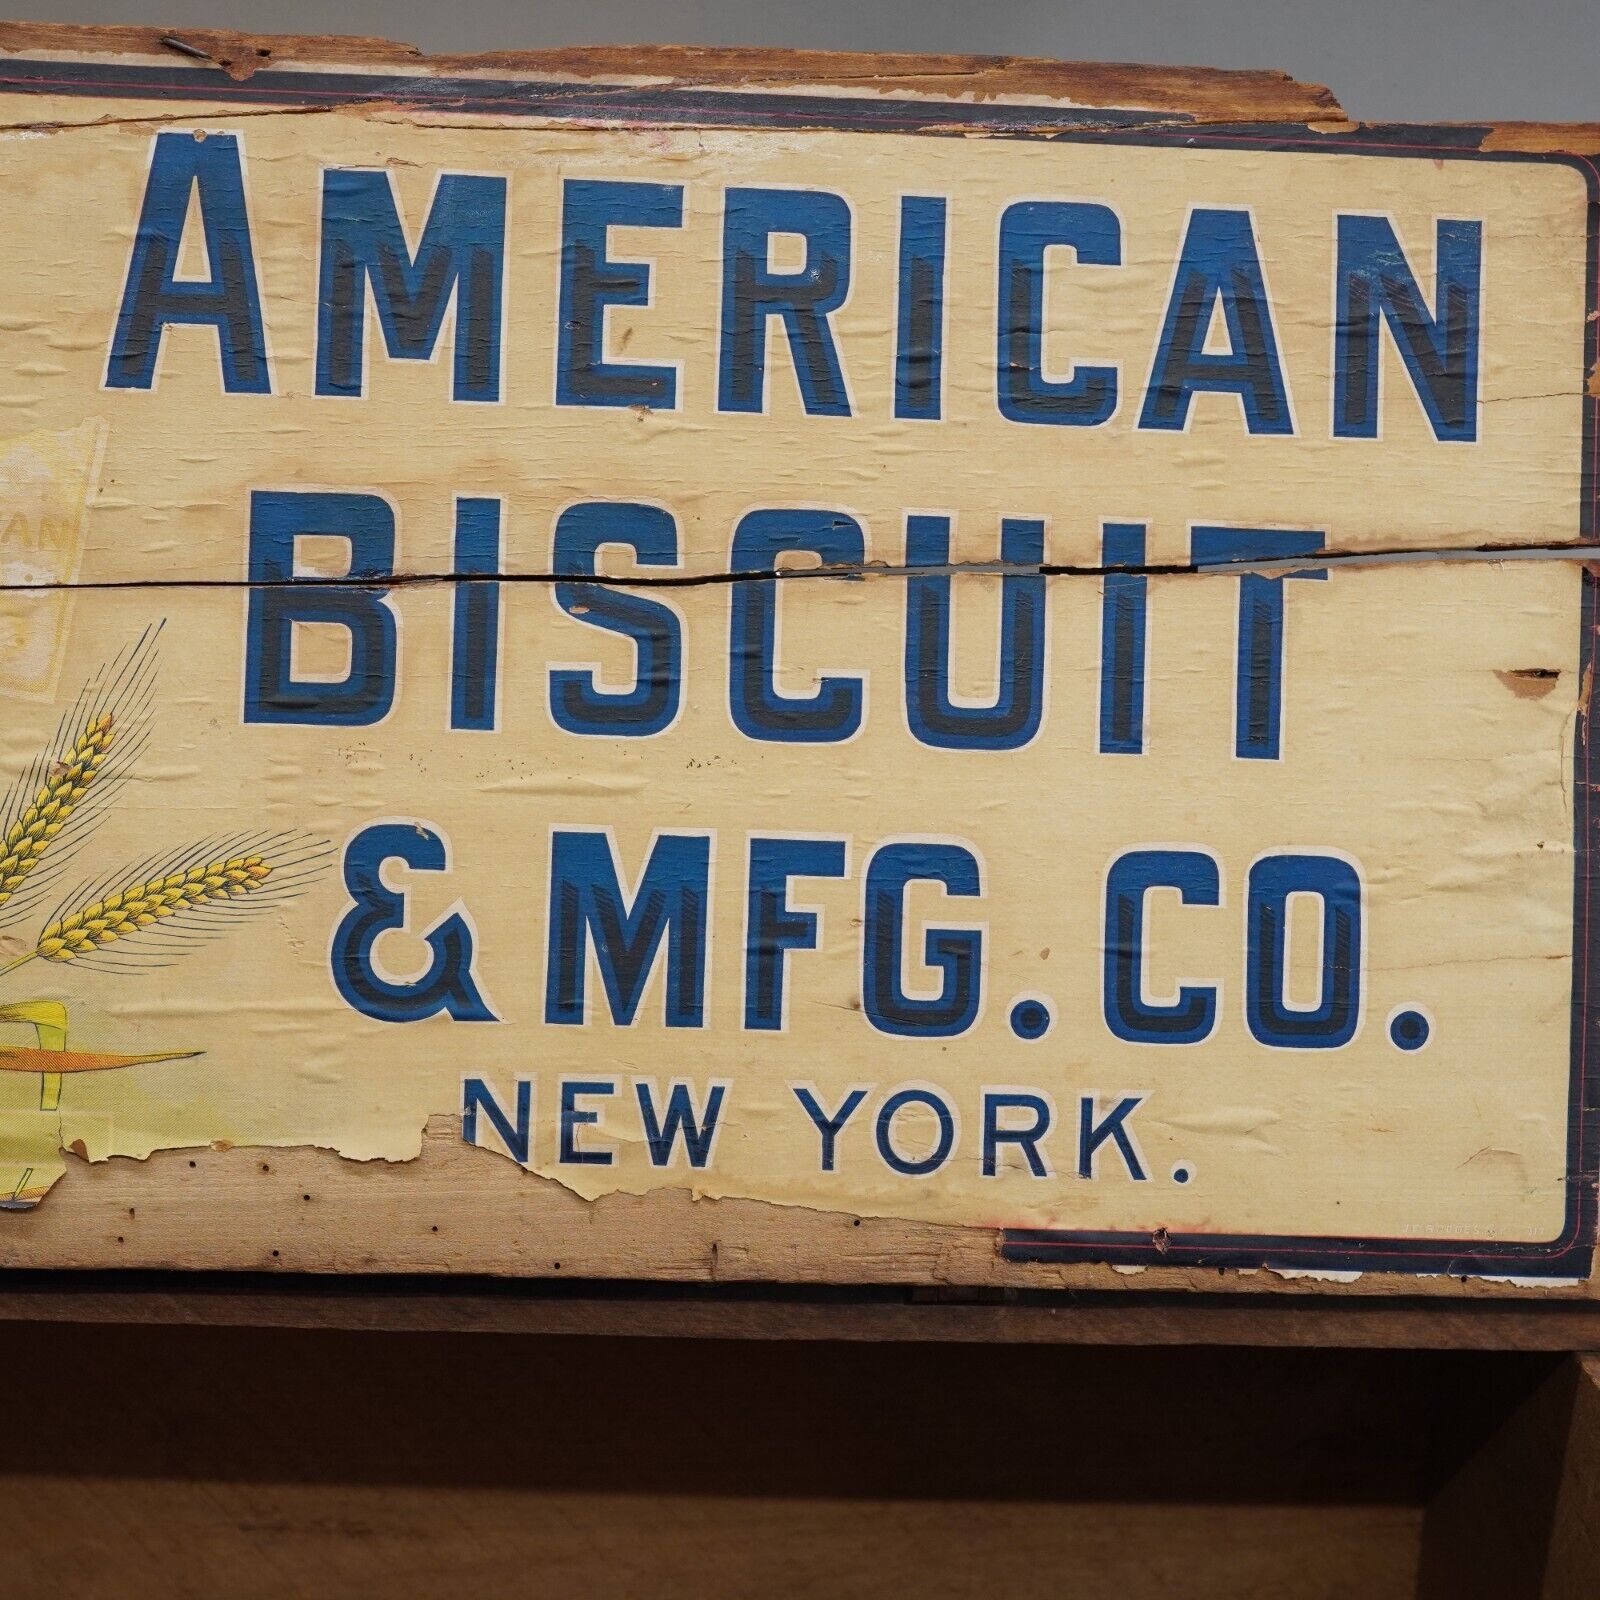 AMERICAN
BISCUIT
& MFG. CO.
NEW YORK.